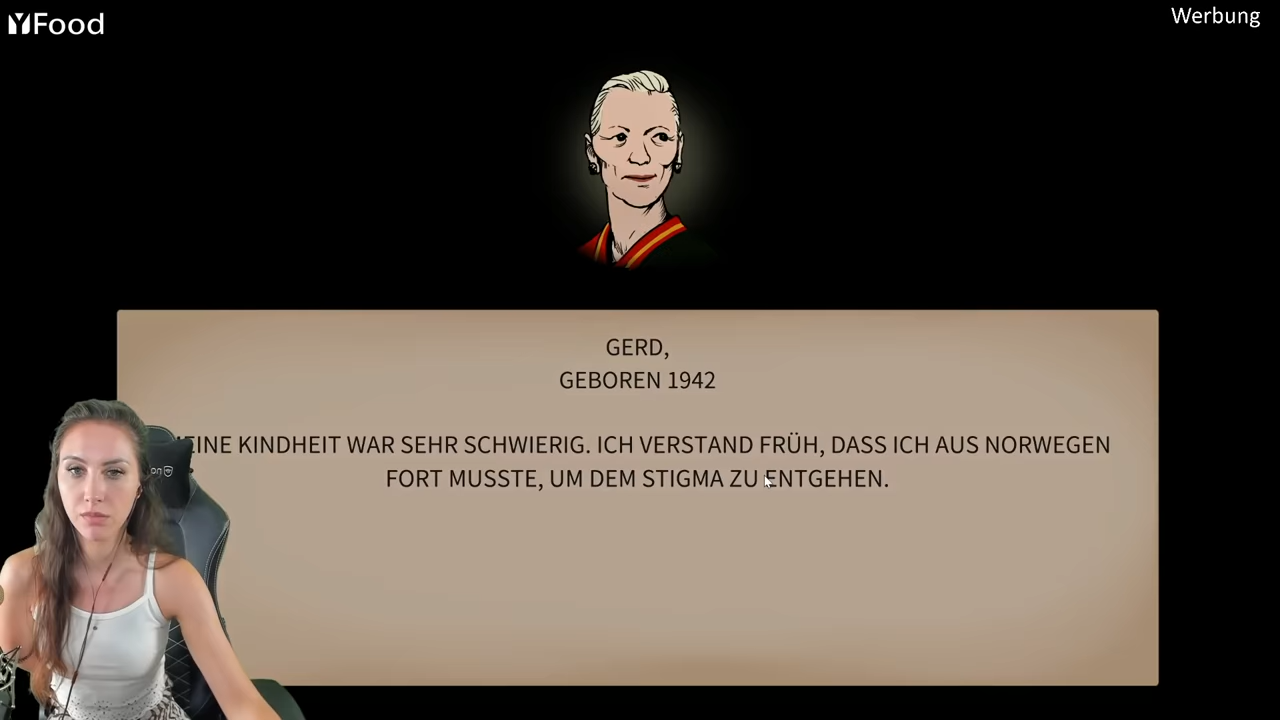 YFood
Werbung
GERD,
GEBOREN 1942
EINE KINDHEIT WAR SEHR SCHWIERIG. ICH VERSTAND FRÜH, DASS ICH AUS NORWEGEN
FORT MUSSTE, UM DEM STIGMA ZU ENTGEHEN.